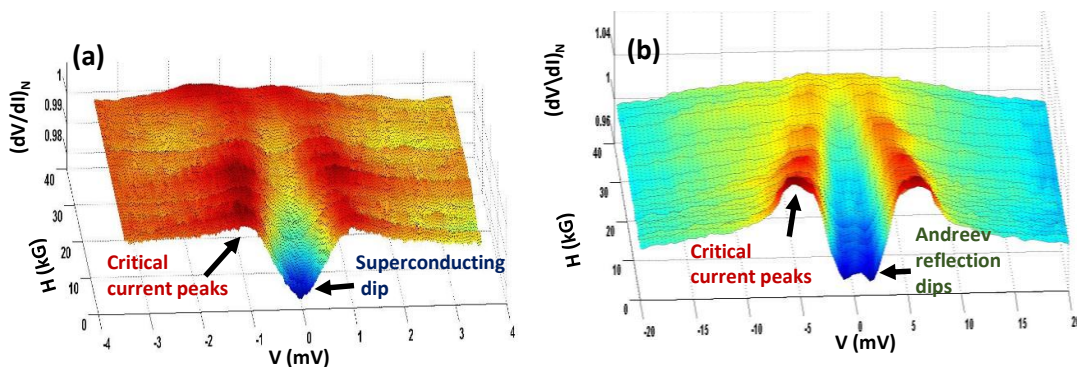 (a)
(dV/dI)N
1.
0.99
0.98
40
30
20
10
0
H (kG)
Critical
current peaks
Superconducting
dip
-4
-3
-2
-1
0
1
2
3
4
V (mV)
(b)
(dV\dI)N
1.04
1
0.96
40
30
20
10
0
H (kG)
Critical
current peaks
Andreev
reflection
dips
-20
-15
-10
-5
0
5
10
15
20
V (mV)